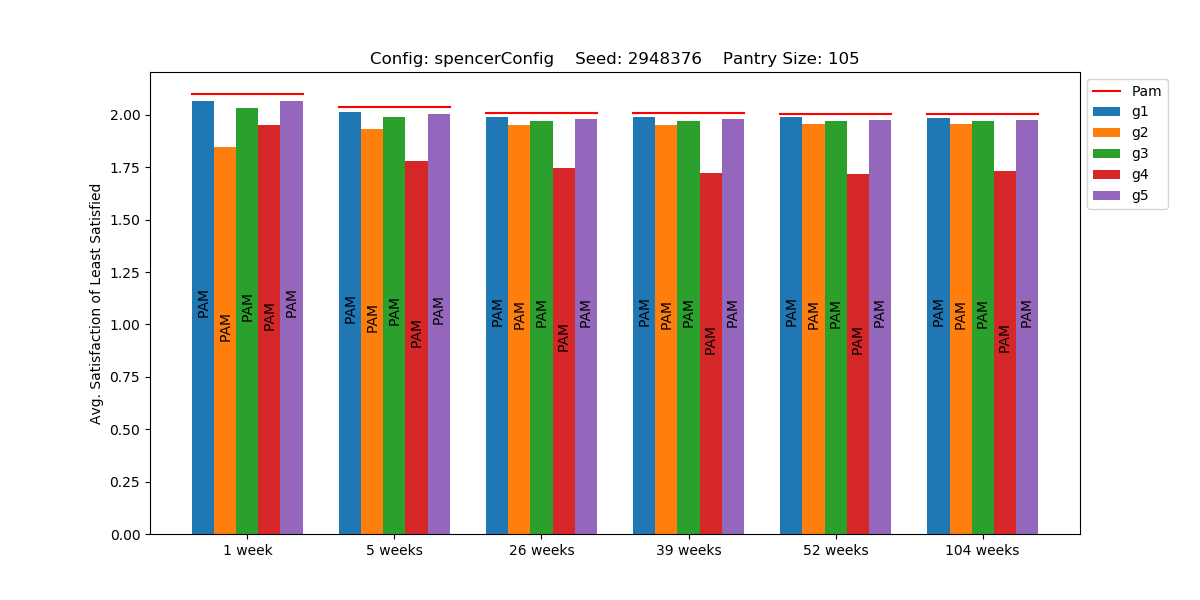 Config: spencerConfig    Seed: 2948376    Pantry Size: 105
Avg. Satisfaction of Least Satisfied
2.00
1.75
1.50
1.25
1.00
0.75
0.50
0.25
0.00
PAM PAM PAM PAM PAM
PAM PAM PAM PAM PAM
PAM PAM PAM PAM PAM
PAM PAM PAM PAM PAM
PAM PAM PAM PAM PAM
PAM PAM PAM PAM PAM
1 week 5 weeks 26 weeks 39 weeks 52 weeks 104 weeks
Pam
g1
g2
g3
g4
g5